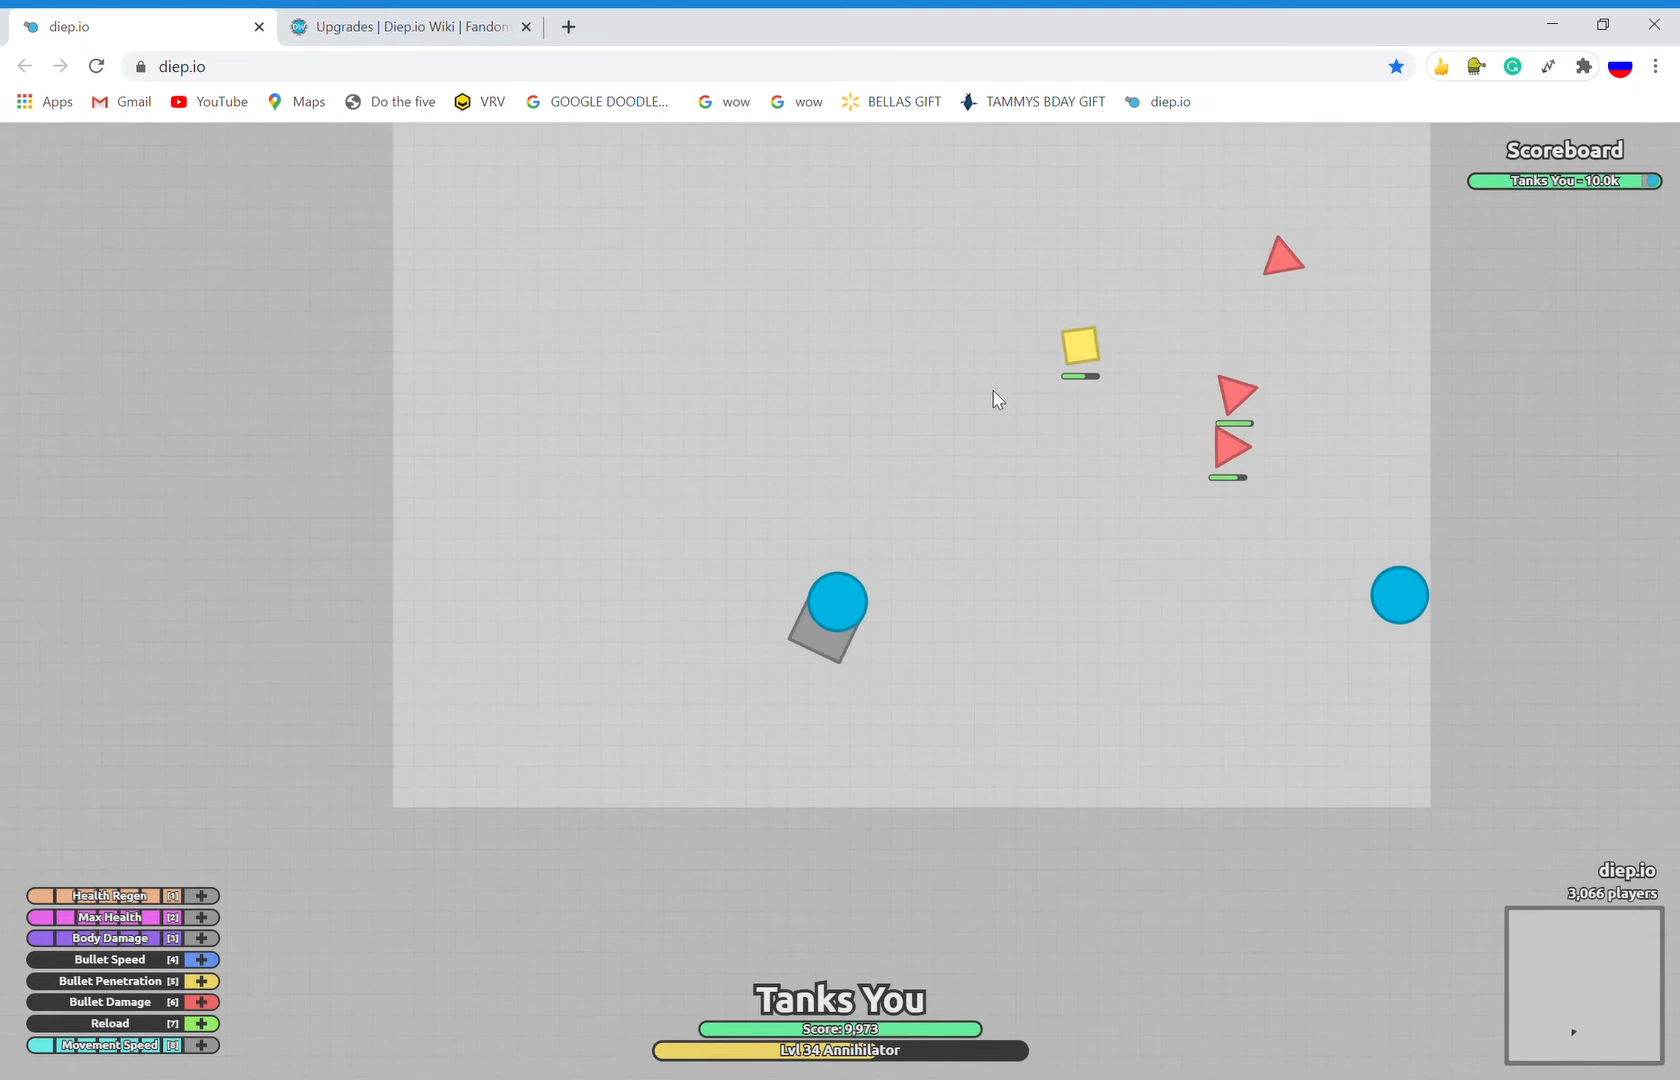 diep.io
Upgrades | Diep.io Wiki | Fandom
diep.io
Apps Gmail YouTube Maps Do the five VRV GOOGLE DOODLE... wow wow BELLAS GIFT TAMMYS BDAY GIFT diep.io
Scoreboard
Tanks You - 10.0k
diep.io
3,066 players
Health Regen [1]
Max Health [2]
Body Damage [3]
Bullet Speed [4]
Bullet Penetration [5]
Bullet Damage [6]
Reload [7]
Movement Speed [8]
Tanks You
Score: 9,973
Lvl 34 Annihilator